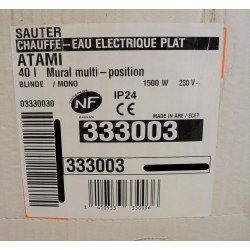 SAUTER
CHAUFFE-EAU ELECTRIQUE PLAT
ATAMI
40 l Mural multi-position
BLINDE / MONO 1500 W 230 V~
03330030
NF
IP24
CE
MADE IN ARE / ECET
333003
333003